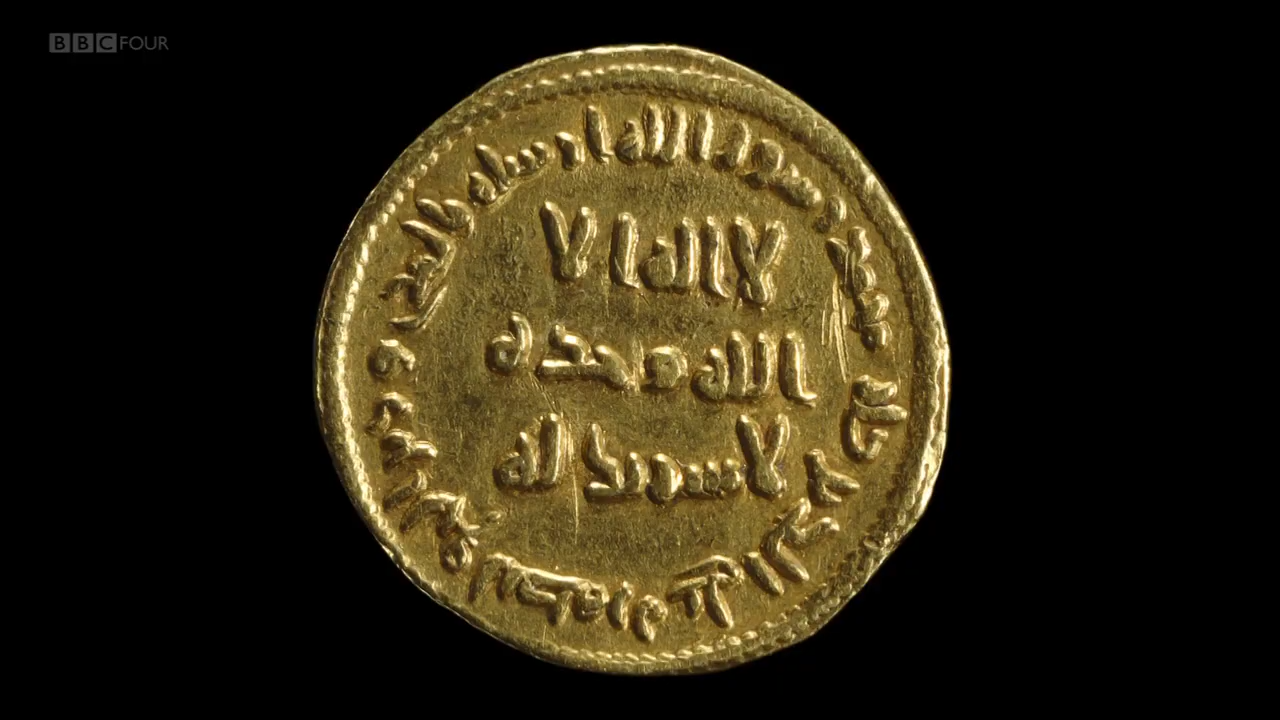 BBC FOUR
لا اله الا
الله وحده
لا شريك له
محمد رسول الله ارسله بالهدى ودين الحق ليظهره على الدين كله